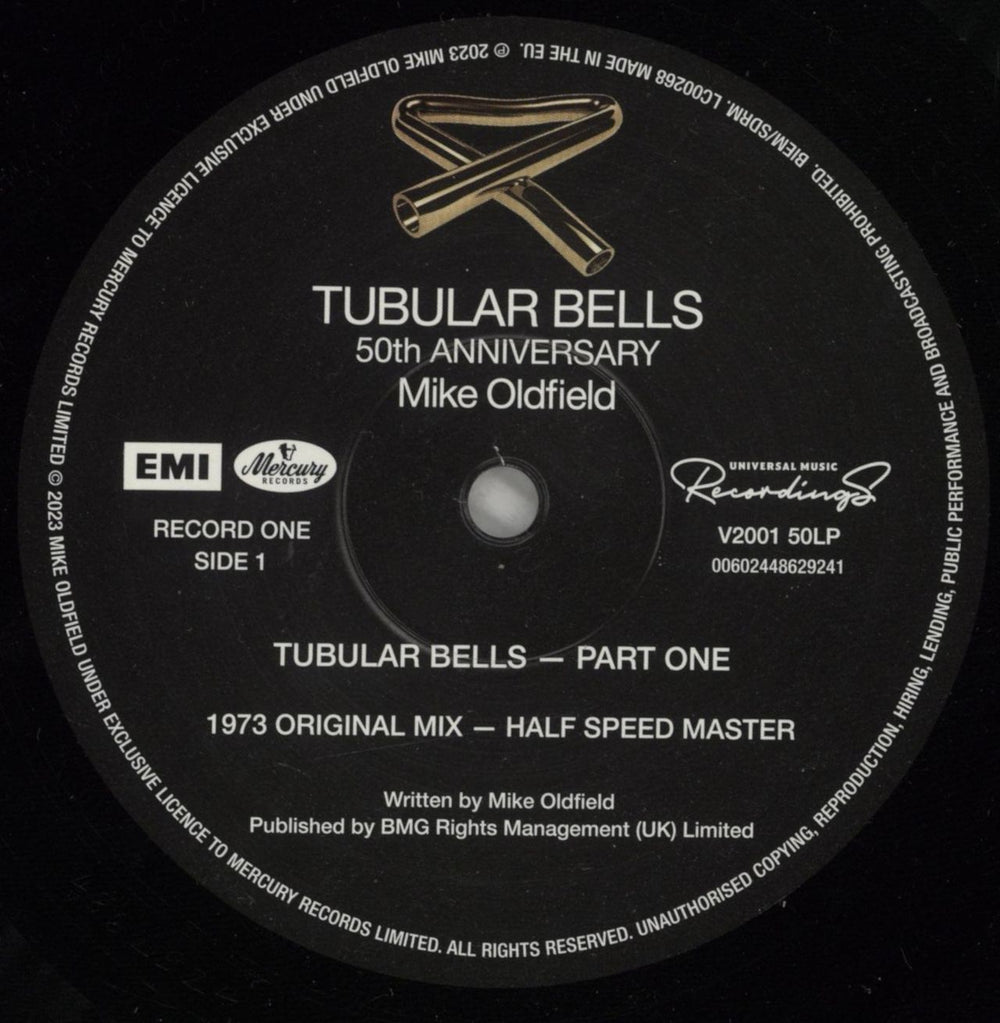 TUBULAR BELLS
50th ANNIVERSARY
Mike Oldfield
EMI
Mercury
RECORDS
RECORD ONE
SIDE 1
UNIVERSAL MUSIC
Recordings
V2001 50LP
00602448629241
TUBULAR BELLS — PART ONE
1973 ORIGINAL MIX — HALF SPEED MASTER
Written by Mike Oldfield
Published by BMG Rights Management (UK) Limited
℗ 2023 MIKE OLDFIELD UNDER EXCLUSIVE LICENCE TO MERCURY RECORDS LIMITED © 2023 MIKE OLDFIELD UNDER EXCLUSIVE LICENCE TO MERCURY RECORDS LIMITED. ALL RIGHTS RESERVED. UNAUTHORISED COPYING, REPRODUCTION, HIRING, LENDING, PUBLIC PERFORMANCE AND BROADCASTING PROHIBITED. BIEM/SDRM. LC00268 MADE IN THE EU.